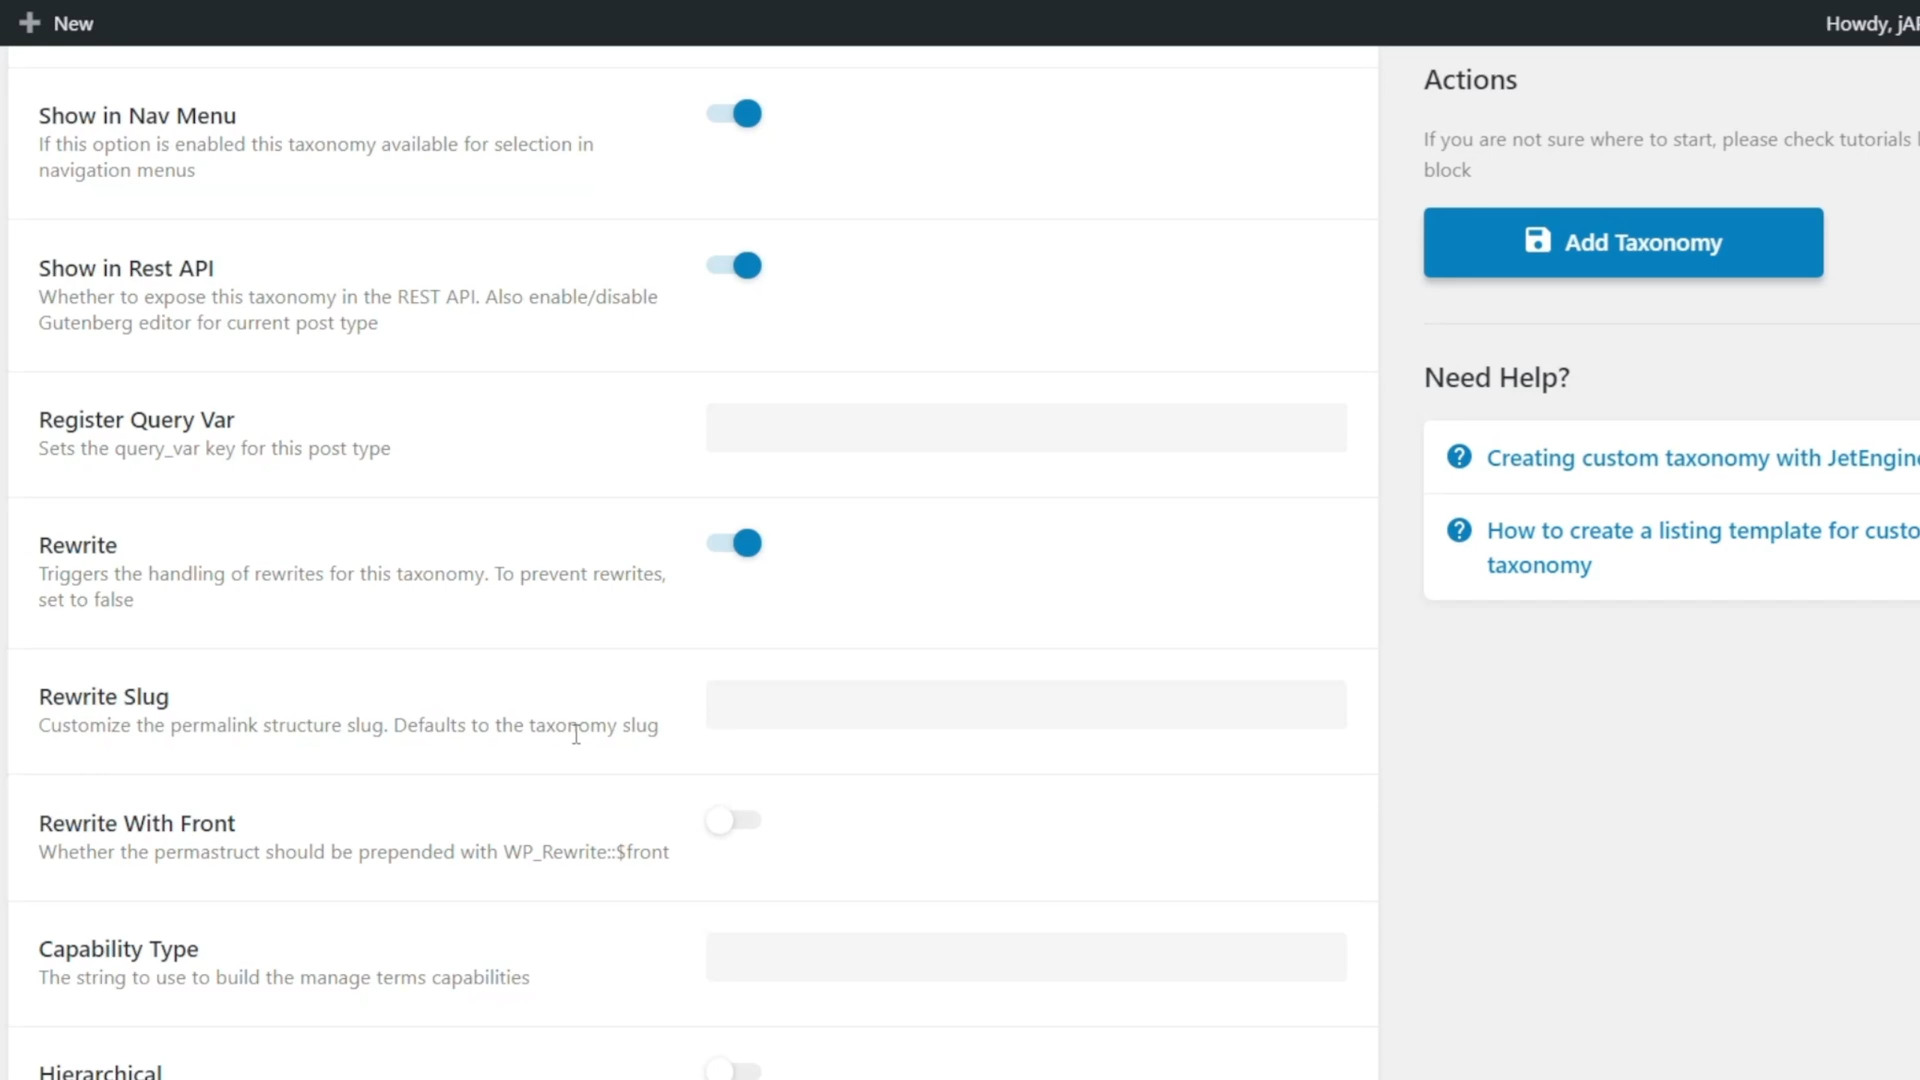 New
Howdy, jAP
Show in Nav Menu
If this option is enabled this taxonomy available for selection in
navigation menus
Show in Rest API
Whether to expose this taxonomy in the REST API. Also enable/disable
Gutenberg editor for current post type
Register Query Var
Sets the query_var key for this post type
Rewrite
Triggers the handling of rewrites for this taxonomy. To prevent rewrites,
set to false
Rewrite Slug
Customize the permalink structure slug. Defaults to the taxonomy slug
Rewrite With Front
Whether the permastruct should be prepended with WP_Rewrite::$front
Capability Type
The string to use to build the manage terms capabilities
Hierarchical
Actions
If you are not sure where to start, please check tutorials
block
Add Taxonomy
Need Help?
Creating custom taxonomy with JetEngine
How to create a listing template for custo
taxonomy